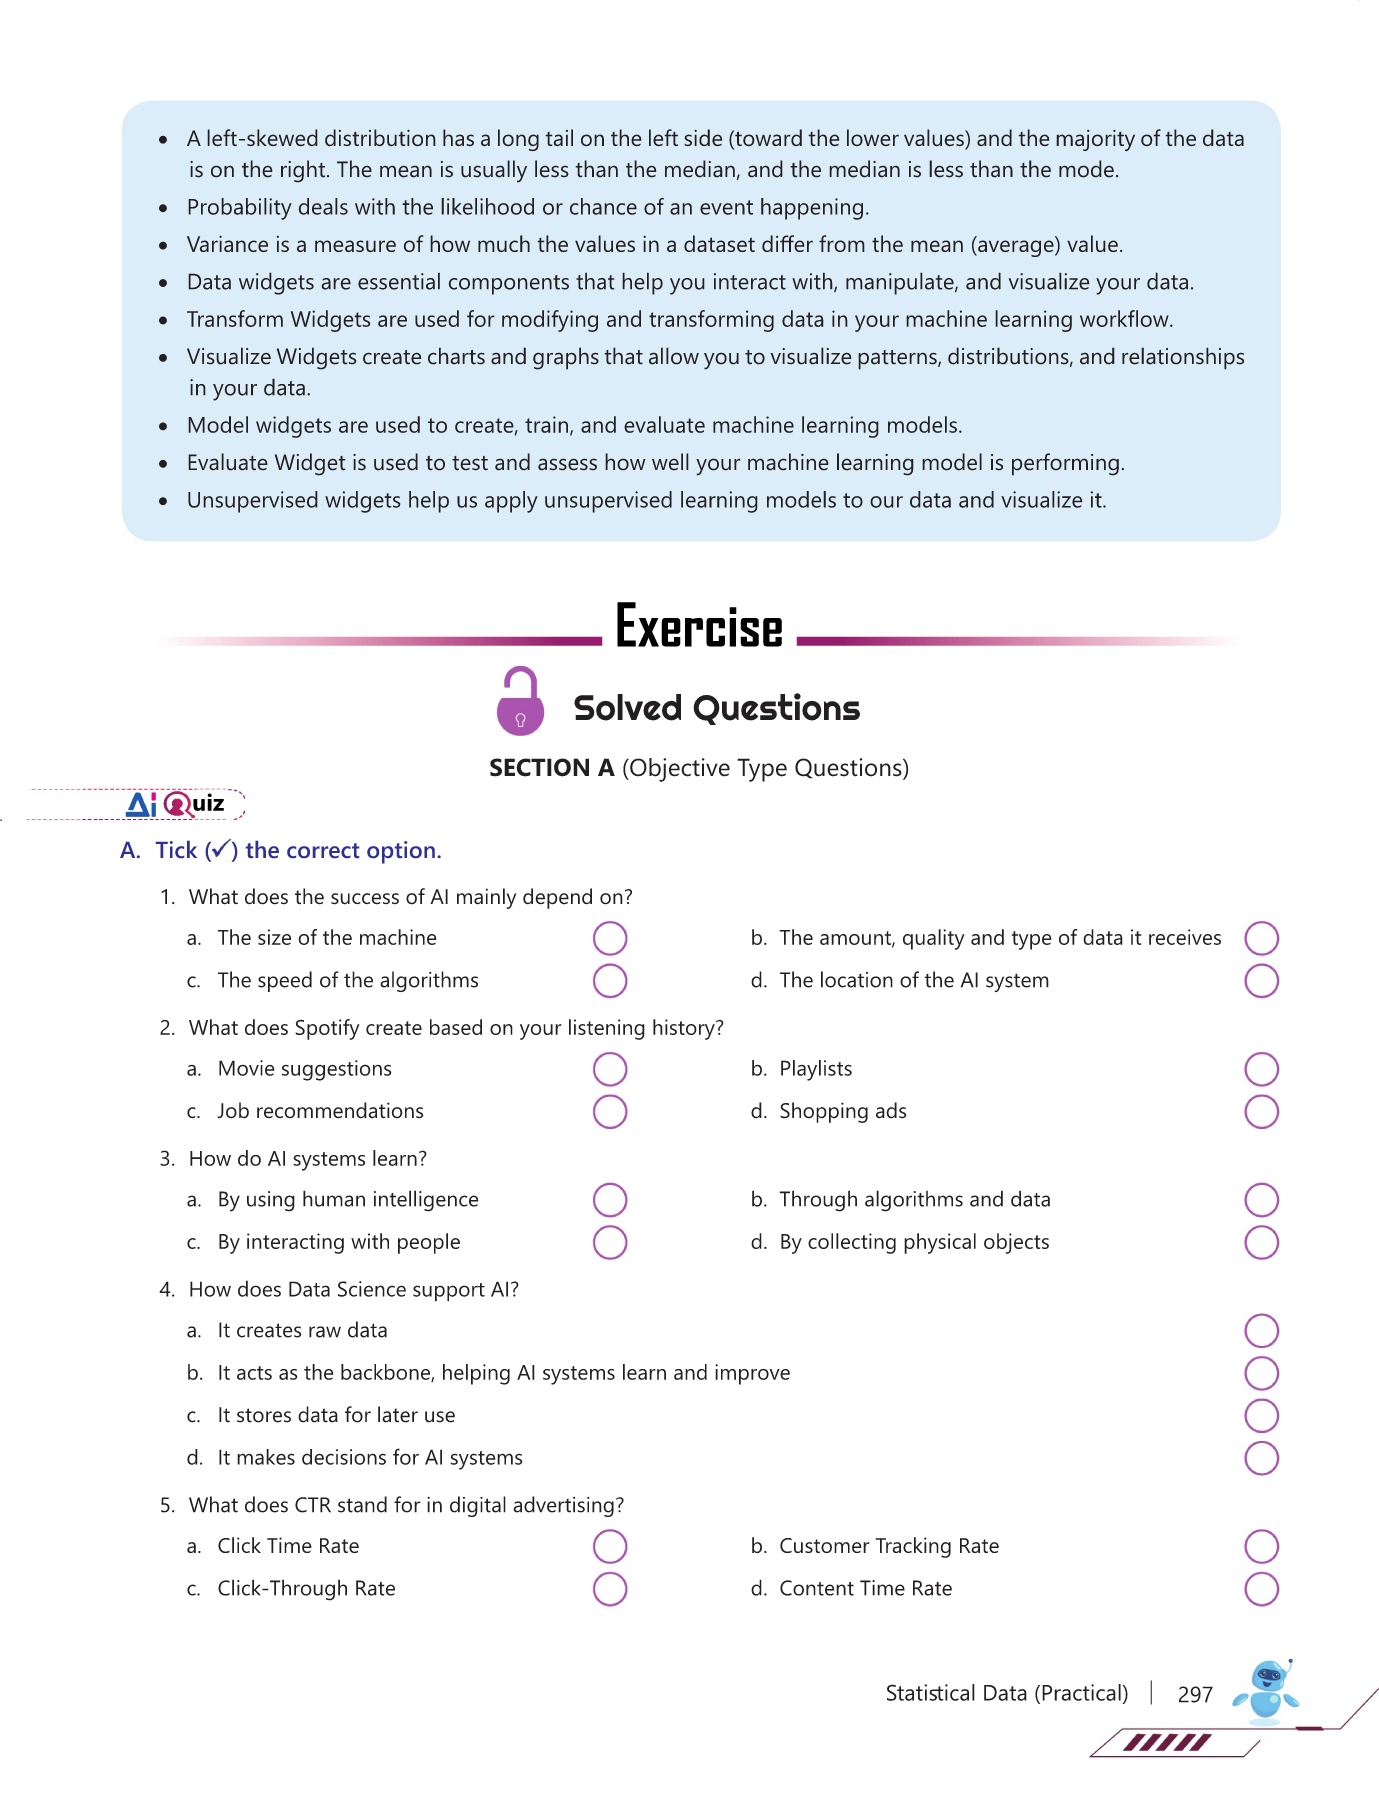 • A left-skewed distribution has a long tail on the left side (toward the lower values) and the majority of the data
is on the right. The mean is usually less than the median, and the median is less than the mode.
• Probability deals with the likelihood or chance of an event happening.
• Variance is a measure of how much the values in a dataset differ from the mean (average) value.
• Data widgets are essential components that help you interact with, manipulate, and visualize your data.
• Transform Widgets are used for modifying and transforming data in your machine learning workflow.
• Visualize Widgets create charts and graphs that allow you to visualize patterns, distributions, and relationships
in your data.
• Model widgets are used to create, train, and evaluate machine learning models.
• Evaluate Widget is used to test and assess how well your machine learning model is performing.
• Unsupervised widgets help us apply unsupervised learning models to our data and visualize it.
Exercise
Solved Questions
SECTION A (Objective Type Questions)
Ai Quiz
A. Tick (✓) the correct option.
1. What does the success of AI mainly depend on?
a. The size of the machine b. The amount, quality and type of data it receives
c. The speed of the algorithms d. The location of the AI system
2. What does Spotify create based on your listening history?
a. Movie suggestions b. Playlists
c. Job recommendations d. Shopping ads
3. How do AI systems learn?
a. By using human intelligence b. Through algorithms and data
c. By interacting with people d. By collecting physical objects
4. How does Data Science support AI?
a. It creates raw data
b. It acts as the backbone, helping AI systems learn and improve
c. It stores data for later use
d. It makes decisions for AI systems
5. What does CTR stand for in digital advertising?
a. Click Time Rate b. Customer Tracking Rate
c. Click-Through Rate d. Content Time Rate
Statistical Data (Practical) | 297